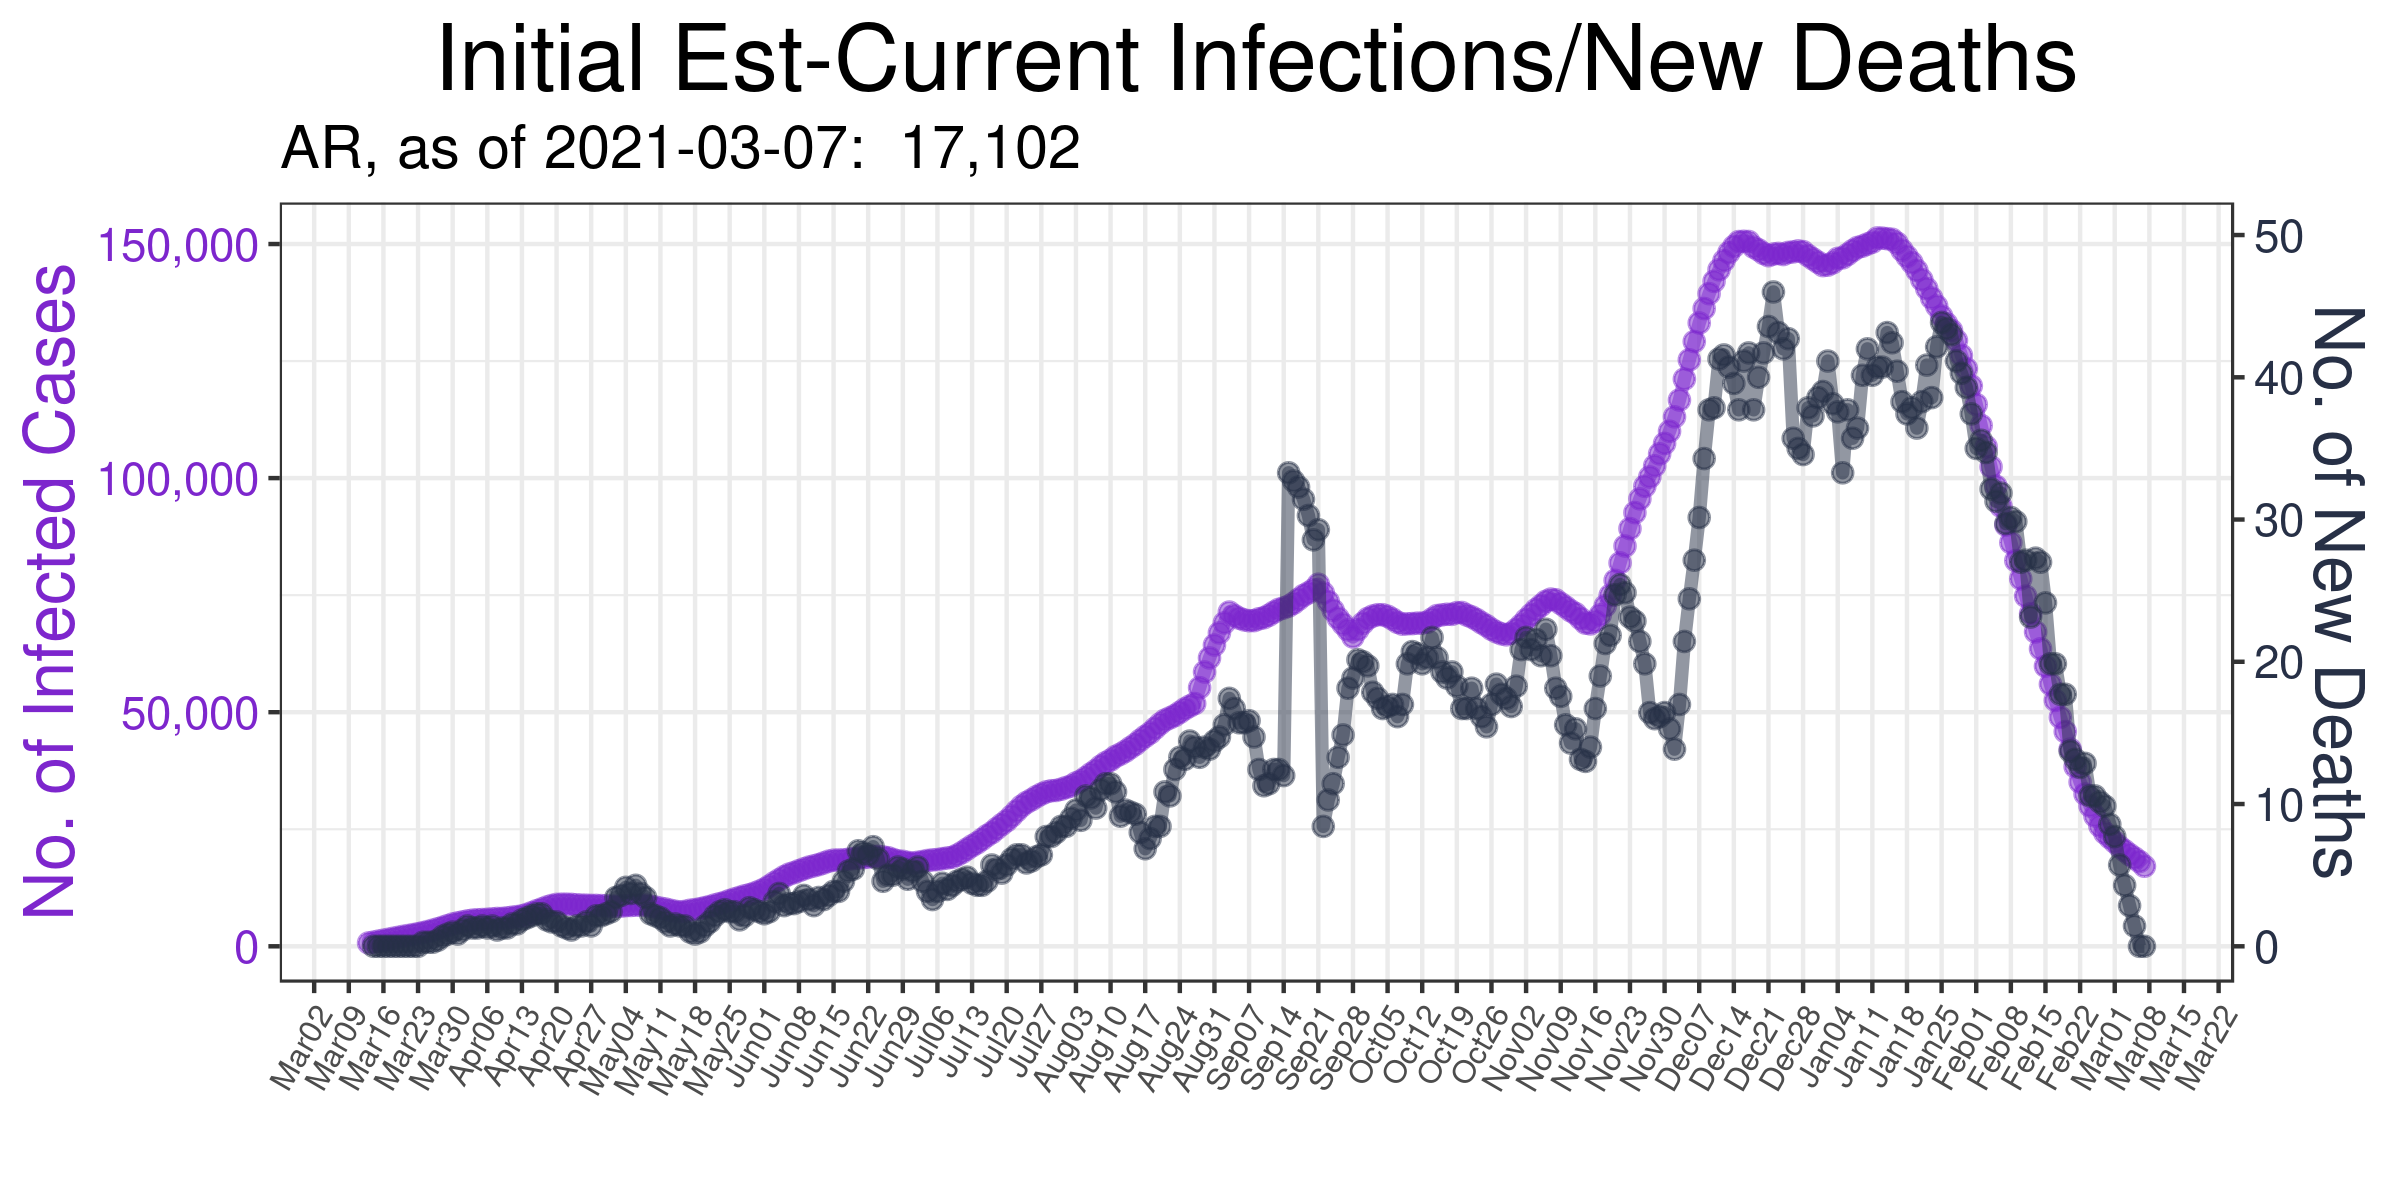 Initial Est-Current Infections/New Deaths
AR, as of 2021-03-07: 17,102
No. of Infected Cases
150,000
100,000
50,000
0
50
40
30
20
10
0
No. of New Deaths
Mar02
Mar09
Mar16
Mar23
Mar30
Apr06
Apr13
Apr20
Apr27
May04
May11
May18
May25
Jun01
Jun08
Jun15
Jun22
Jun29
Jul06
Jul13
Jul20
Jul27
Aug03
Aug10
Aug17
Aug24
Aug31
Sep07
Sep14
Sep21
Sep28
Oct05
Oct12
Oct19
Oct26
Nov02
Nov09
Nov16
Nov23
Nov30
Dec07
Dec14
Dec21
Dec28
Dec04
Jan11
Jan18
Jan25
Feb01
Feb08
Feb15
Feb22
Mar01
Mar08
Mar15
Mar22